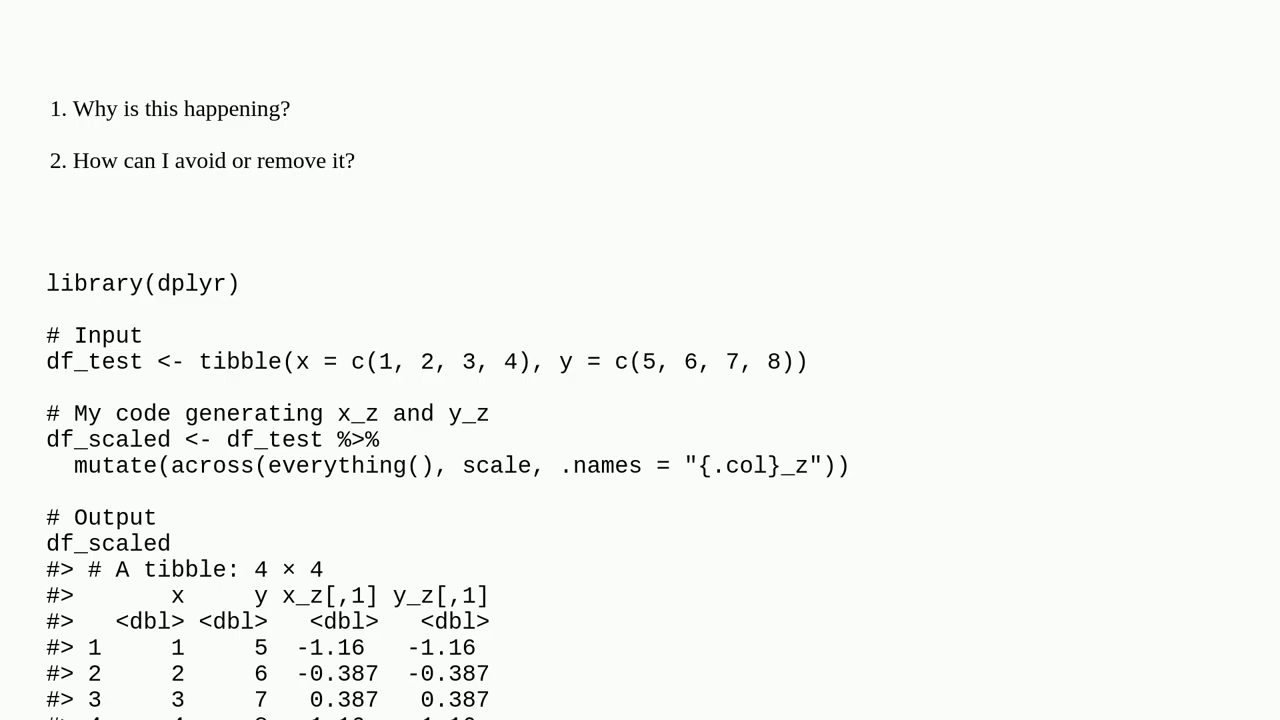 1. Why is this happening?
2. How can I avoid or remove it?
library(dplyr)
# Input
df_test <- tibble(x = c(1, 2, 3, 4), y = c(5, 6, 7, 8))
# My code generating x_z and y_z
df_scaled <- df_test %>%
  mutate(across(everything(), scale, .names = "{.col}_z"))
# Output
df_scaled
#> # A tibble: 4 × 4
#>       x     y x_z[,1] y_z[,1]
#>   <dbl> <dbl>   <dbl>   <dbl>
#> 1     1     5  -1.16   -1.16
#> 2     2     6  -0.387  -0.387
#> 3     3     7   0.387   0.387